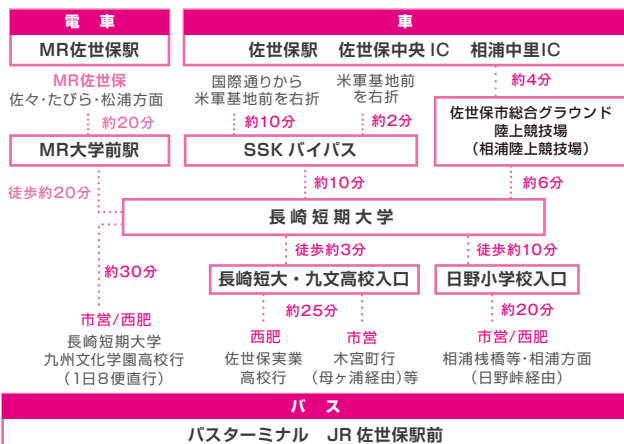 電車
車
MR佐世保駅
佐世保駅 佐世保中央IC 相浦中里IC
MR佐世保
佐々・たびら・松浦方面
約20分
国際通りから
米軍基地前を右折
約10分
米軍基地前
を右折
約2分
約4分
佐世保市総合グラウンド
陸上競技場
(相浦陸上競技場)
MR大学前駅
SSKバイパス
徒歩約20分
約10分
約6分
長崎短期大学
徒歩約3分
徒歩約10分
約30分
長崎短大・九文高校入口
日野小学校入口
約25分
約20分
市営/西肥
長崎短期大学
九州文化学園高校行
(1日8便直行)
西肥
佐世保実業
高校行
市営
木宮町行
(母ヶ浦経由)等
市営/西肥
相浦桟橋等・相浦方面
(日野峠経由)
バス
バスターミナル JR佐世保駅前